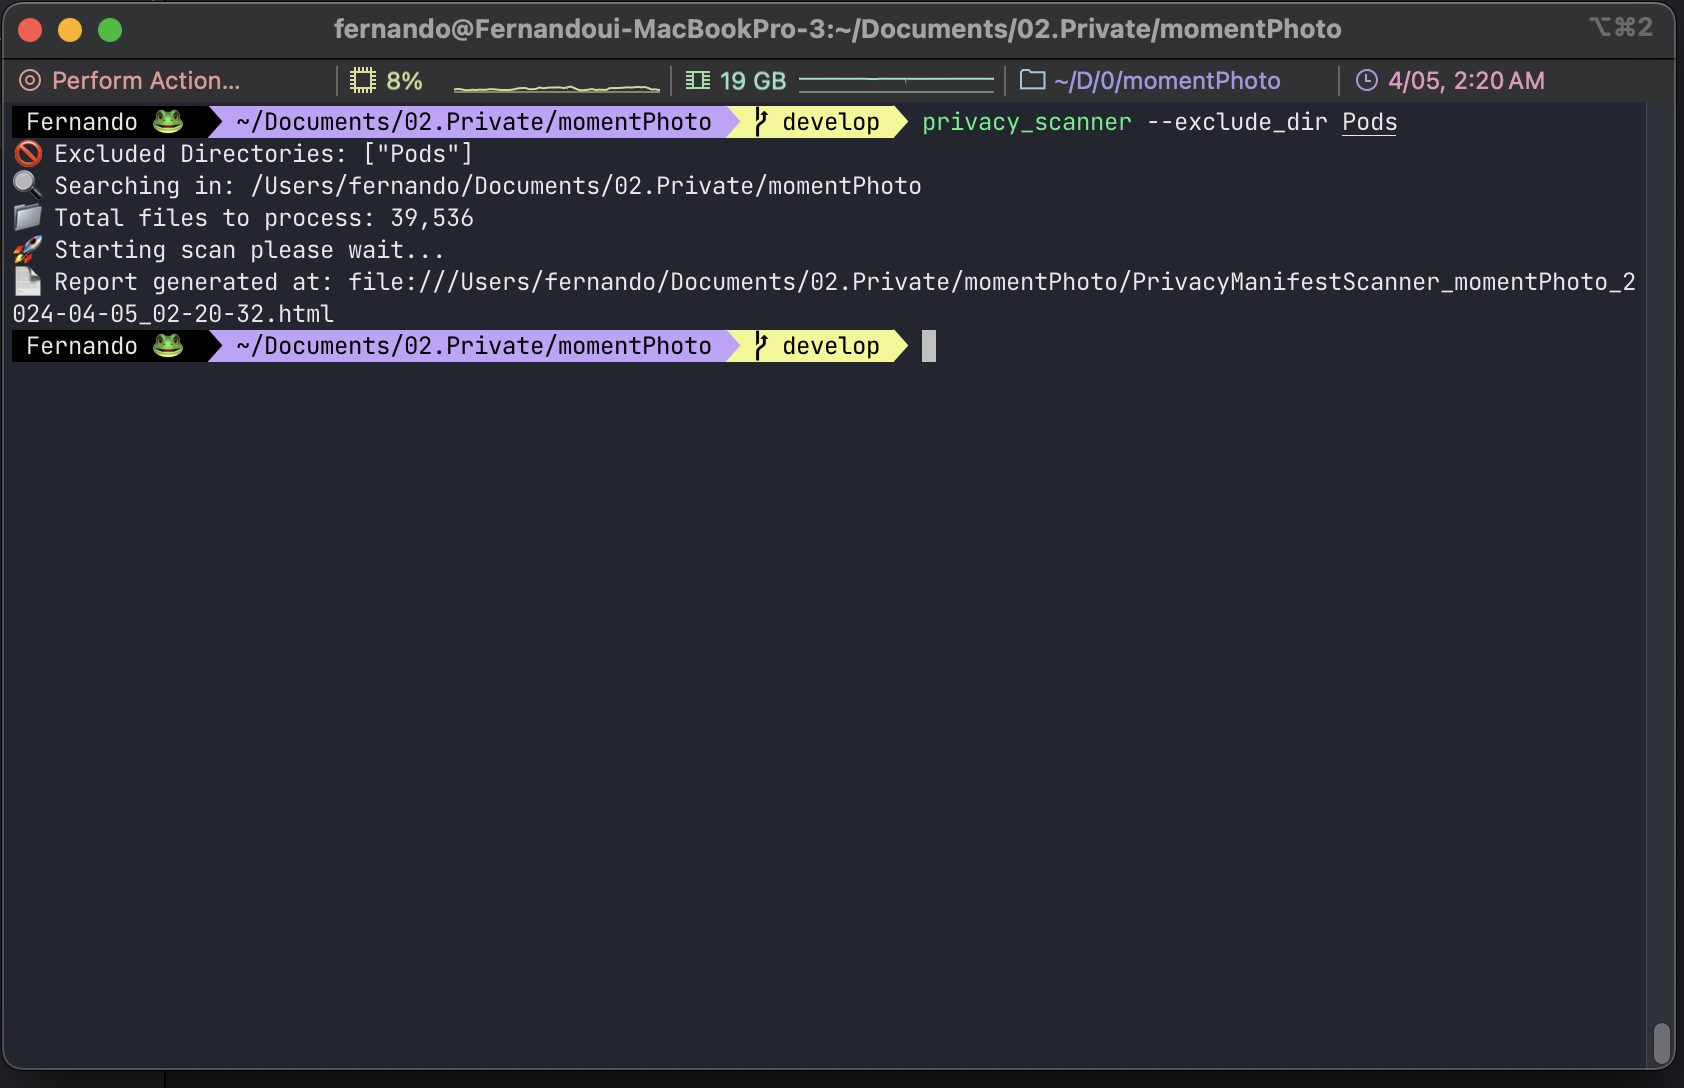 fernando@Fernandoui-MacBookPro-3:~/Documents/02.Private/momentPhoto ⌥⌘2
Perform Action... 8% 19 GB ~/D/0/momentPhoto 4/05, 2:20 AM
Fernando 🐸 ~/Documents/02.Private/momentPhoto develop privacy_scanner --exclude_dir Pods
🚫 Excluded Directories: ["Pods"]
🔍 Searching in: /Users/fernando/Documents/02.Private/momentPhoto
📁 Total files to process: 39,536
🚀 Starting scan please wait...
📄 Report generated at: file:///Users/fernando/Documents/02.Private/momentPhoto/PrivacyManifestScanner_momentPhoto_2
024-04-05_02-20-32.html
Fernando 🐸 ~/Documents/02.Private/momentPhoto develop